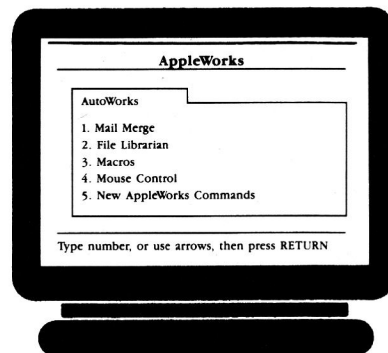 AppleWorks
AutoWorks
1. Mail Merge
2. File Librarian
3. Macros
4. Mouse Control
5. New AppleWorks Commands
Type number, or use arrows, then press RETURN